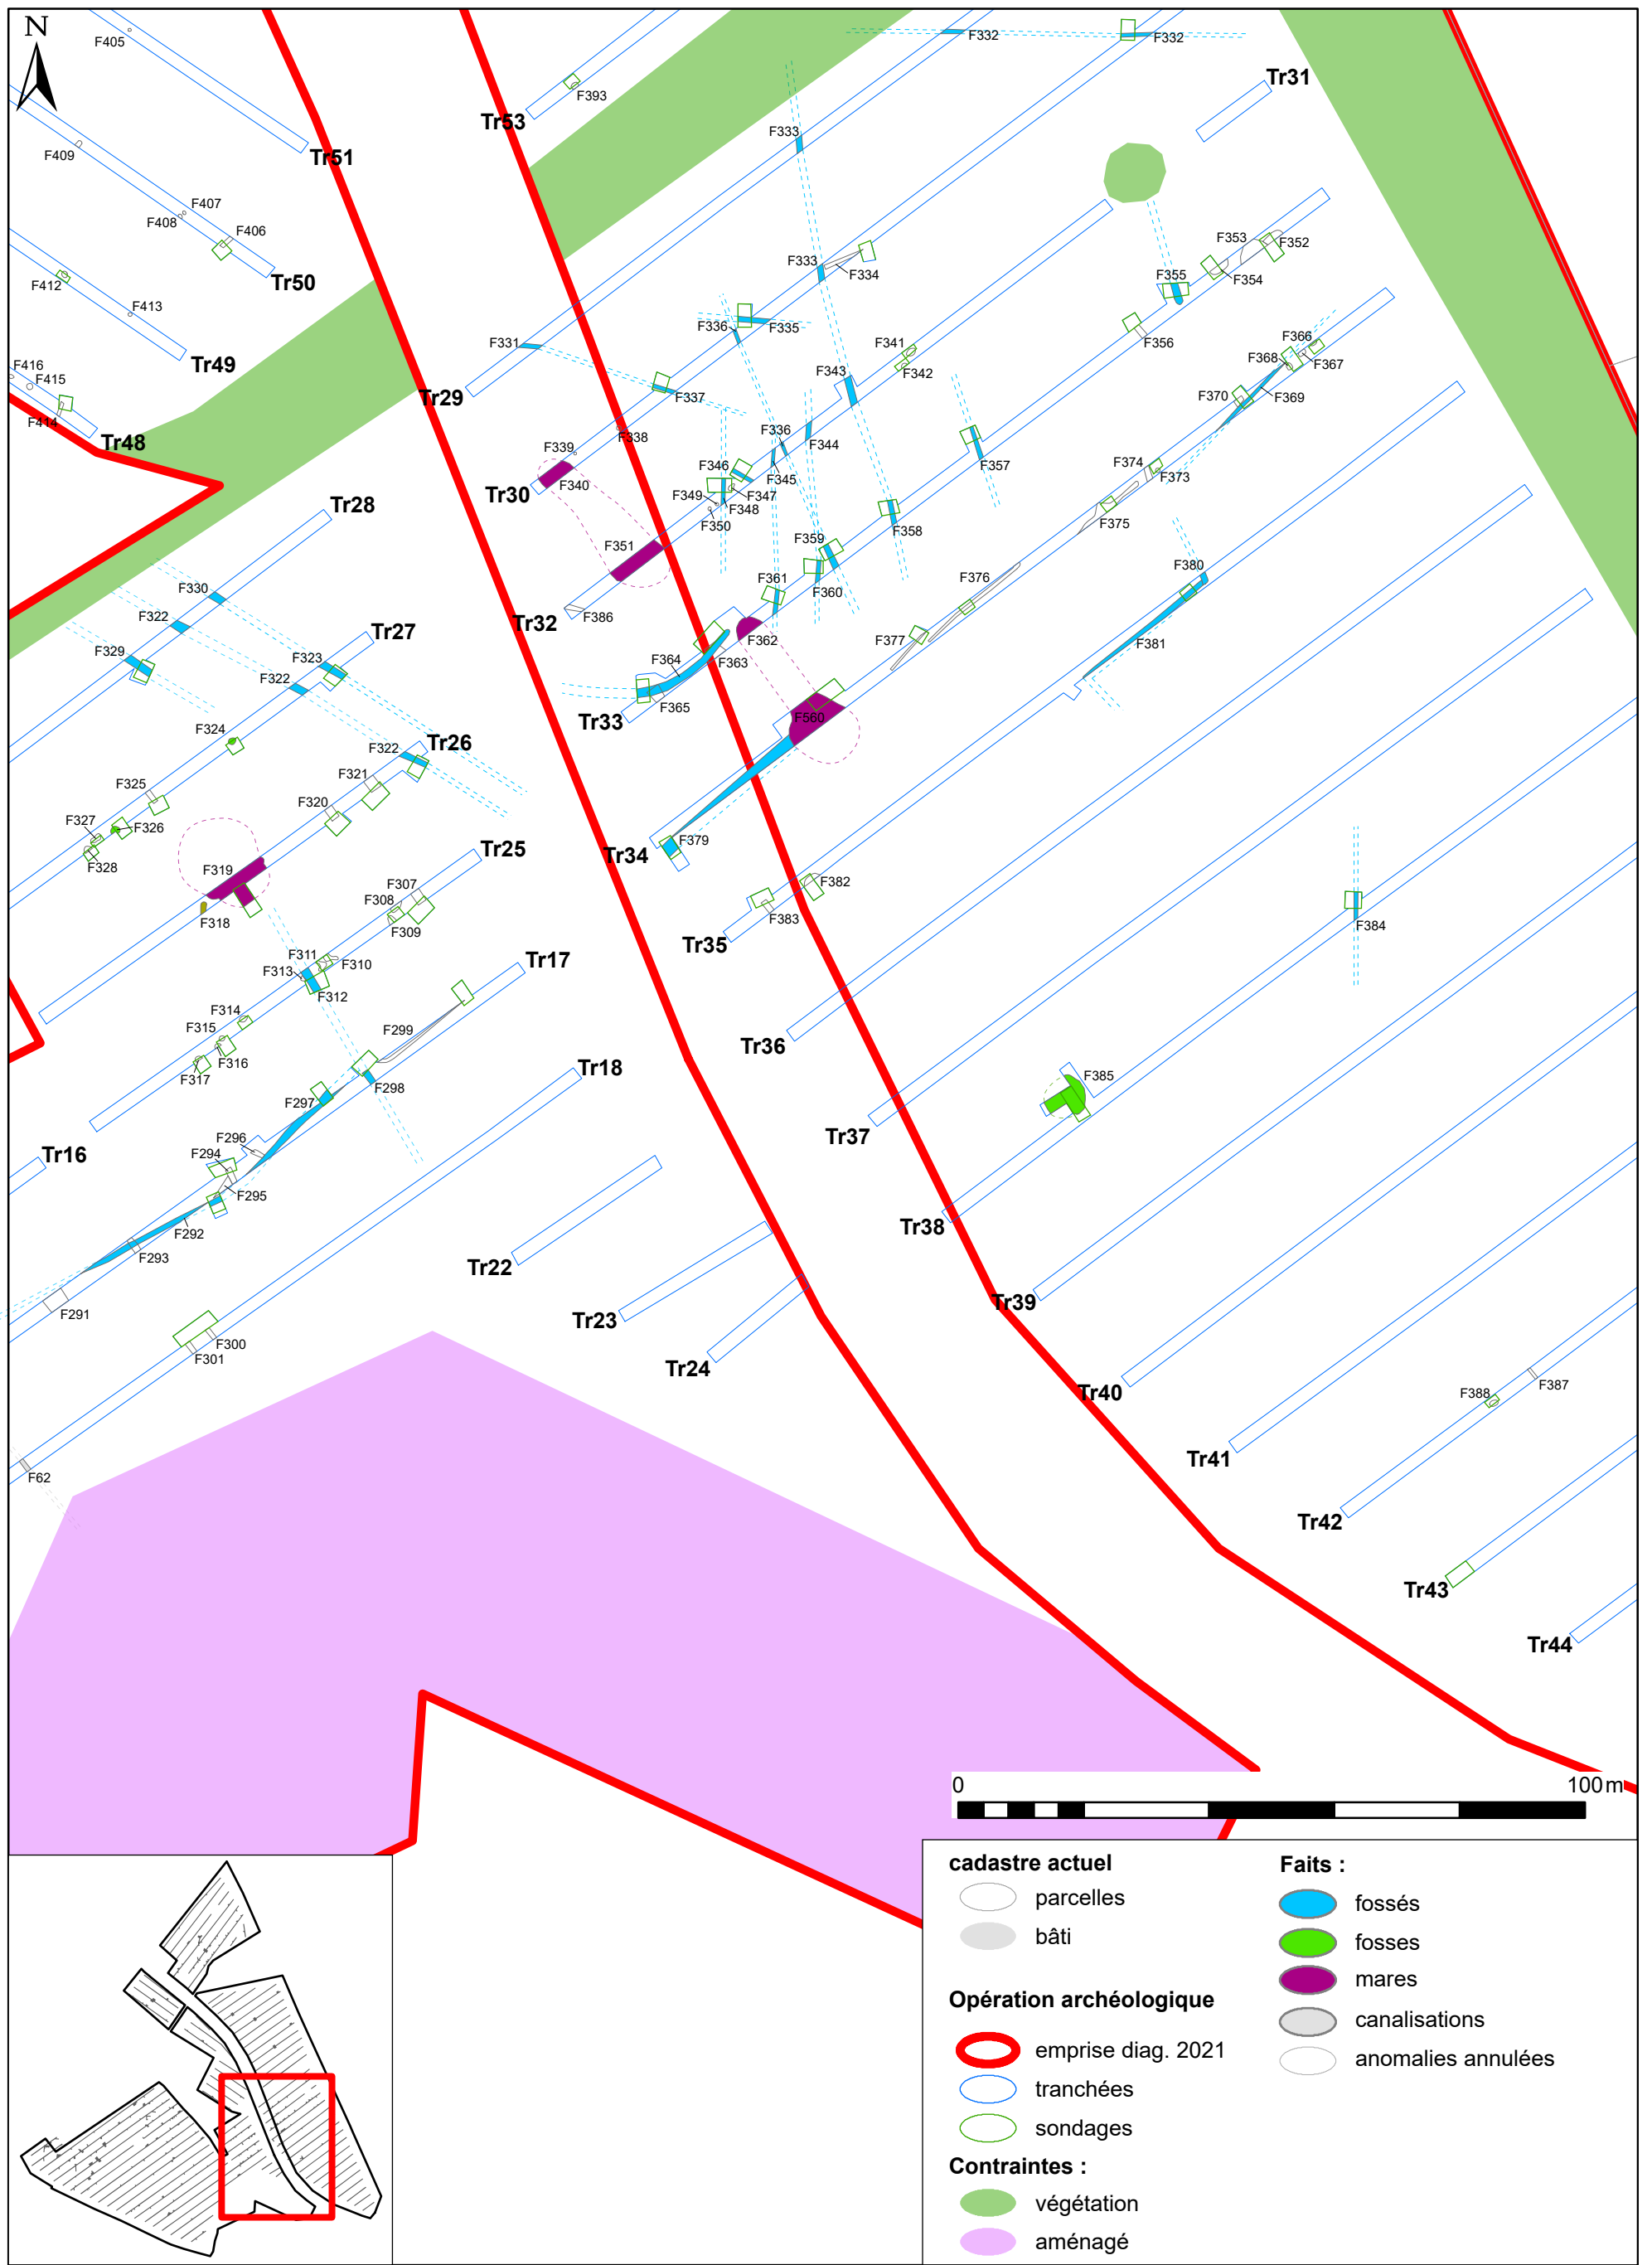 N
F405
F393
Tr53
F332
F332
Tr31
F409
Tr51
F333
F407
F408
F406
Tr50
F412
F413
F333
F334
F353
F352
F354
F355
F416
F415
F414
Tr49
Tr48
F331
F336
F335
F337
F341
F342
F343
F356
F366
F367
F368
F369
F370
Tr29
F339
F338
F340
Tr30
F336
F344
F346
F345
F349
F347
F348
F350
F357
F374
F373
F375
Tr28
F351
F359
F358
F360
F361
F376
F380
F330
F322
F329
Tr27
F323
F322
Tr32
F386
F362
F363
F364
F365
F377
F381
Tr33
F560
F324
Tr26
F322
F321
F325
F320
F327
F326
F328
Tr25
Tr34
F379
F319
F318
F307
F308
F309
F382
F383
Tr35
F384
F311
F310
F313
F312
Tr17
F314
F315
F316
F317
F299
Tr36
F298
Tr18
F297
F385
Tr37
Tr16
F296
F294
F295
F292
F293
F291
Tr22
Tr38
F300
F301
Tr23
Tr39
Tr24
Tr40
F387
F388
F62
Tr41
Tr42
Tr43
Tr44
0 100 m
cadastre actuel
parcelles
bâti
Opération archéologique
emprise diag. 2021
tranchées
sondages
Contraintes :
végétation
aménagé
Faits :
fossés
fosses
mares
canalisations
anomalies annulées